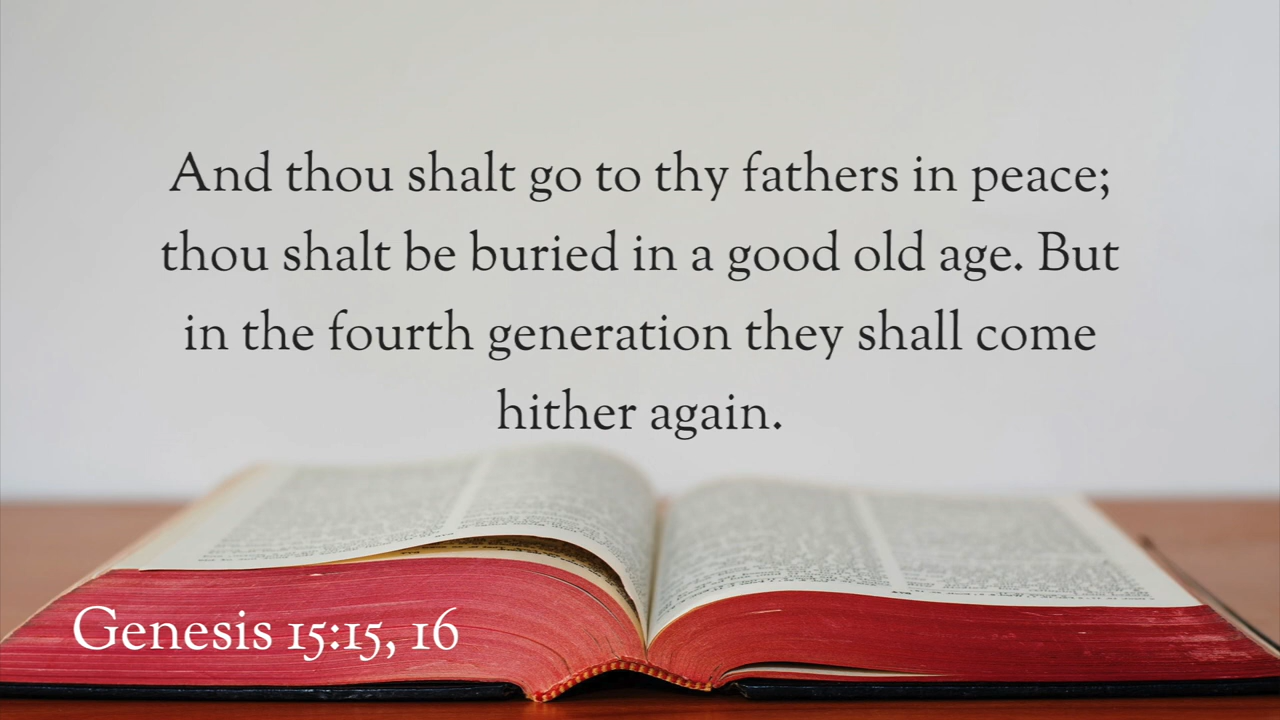 And thou shalt go to thy fathers in peace;
thou shalt be buried in a good old age. But
in the fourth generation they shall come
hither again.
Genesis 15:15, 16